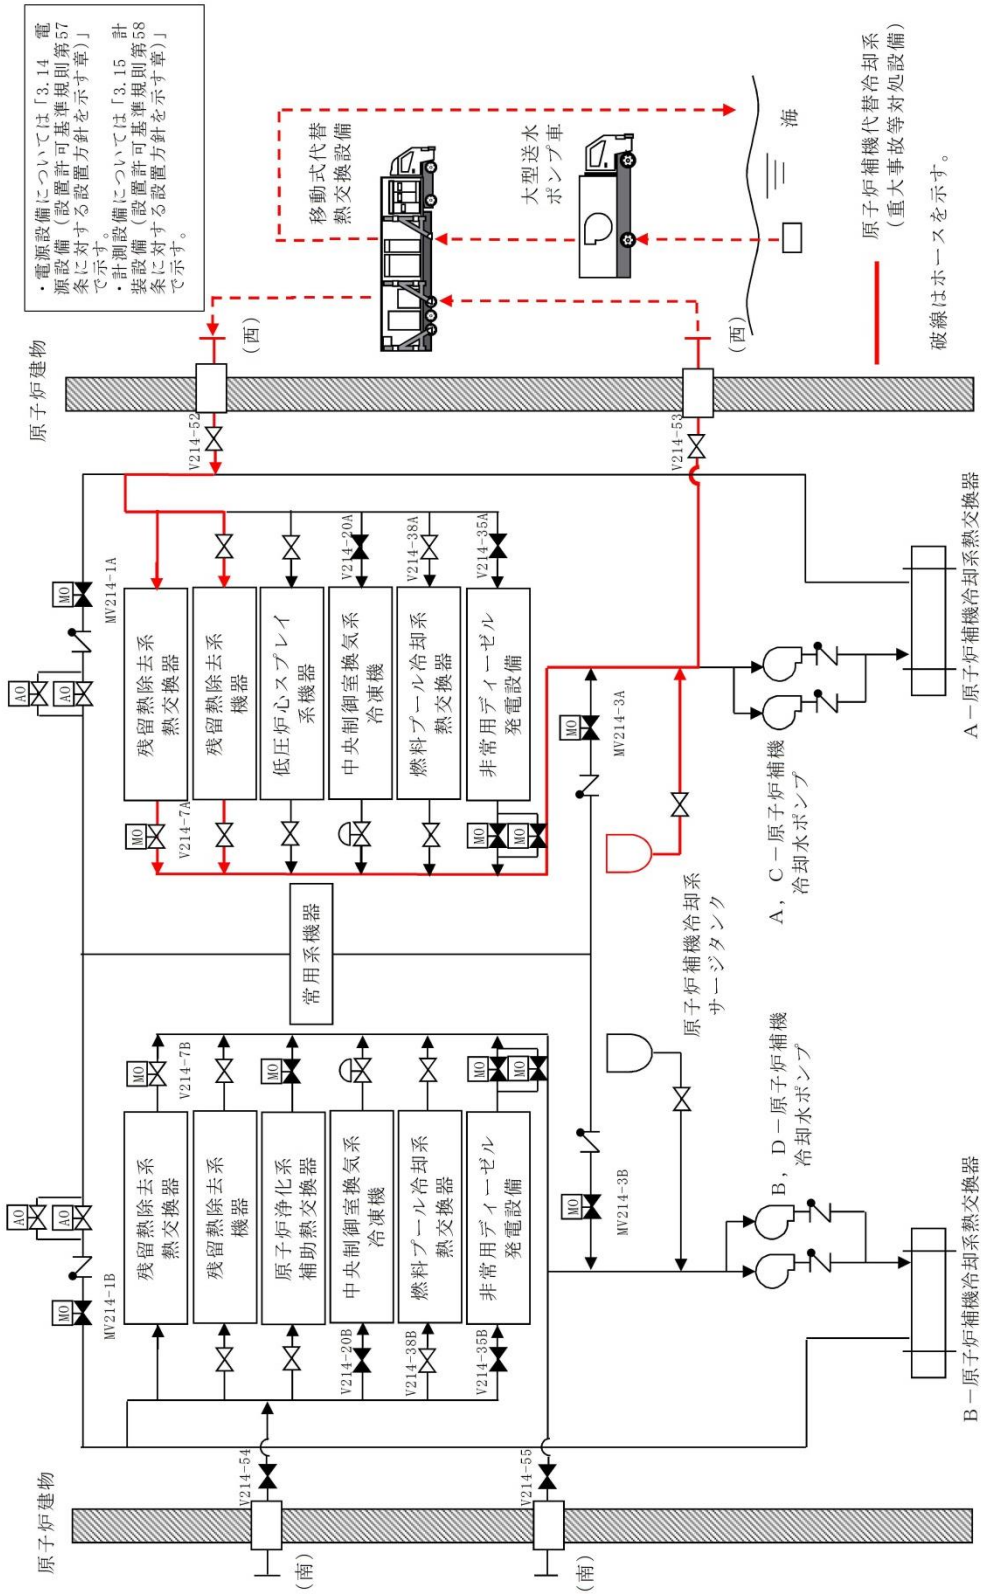 ・電源設備については「3.14 電
源設備（設置許可基準規則第57
条に対する設置方針を示す章）」
で示す。
・計測設備については「3.15 計
装設備（設置許可基準規則第58
条に対する設置方針を示す章）」
で示す。
原子炉建物
原子炉建物
移動式代替
熱交換設備
大型送水
ポンプ車
海
(西)
(西)
V214-52
V214-53
原子炉補機代替冷却系
(重大事故等対処設備)
破線はホースを示す。
AO
AO
MO
MV214-1A
残留熱除去系
熱交換器
残留熱除去系
機器
低圧炉心スプレイ
系機器
中央制御室換気系
冷凍機
燃料プール冷却系
熱交換器
非常用ディーゼル
発電設備
V214-20A
V214-38A
V214-35A
MO
V214-7A
MO
MO
MO
MV214-3A
常用系機器
原子炉補機冷却系
サージタンク
A，C－原子炉補機
冷却水ポンプ
A－原子炉補機冷却系熱交換器
AO
AO
MO
MV214-1B
残留熱除去系
熱交換器
残留熱除去系
機器
原子炉浄化系
補助熱交換器
中央制御室換気系
冷凍機
燃料プール冷却系
熱交換器
非常用ディーゼル
発電設備
MO
V214-7B
MO
MO
MO
V214-20B
V214-38B
V214-35B
MO
MV214-3B
B，D－原子炉補機
冷却水ポンプ
B－原子炉補機冷却系熱交換器
V214-54
V214-55
(南)
(南)